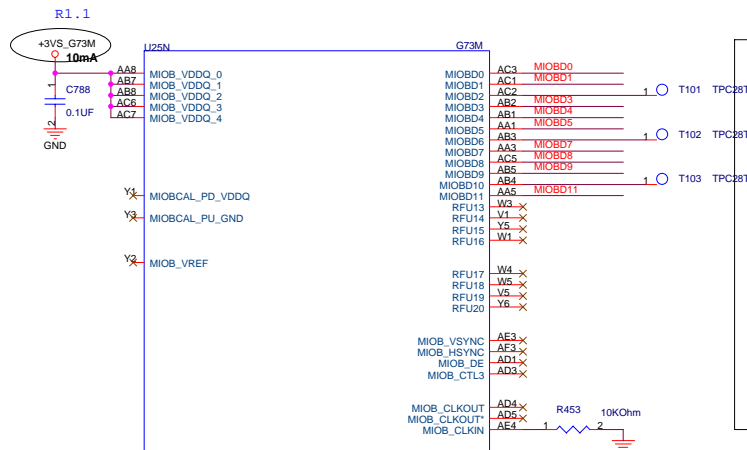 R1.1
+3VS_G73M
10mA
U25N
G73M
AA8
MIOB_VDDQ_0
AB7
MIOB_VDDQ_1
AB8
MIOB_VDDQ_2
AC6
MIOB_VDDQ_3
AC7
MIOB_VDDQ_4
1
C788
0.1UF
2
GND
Y1
MIOBCAL_PD_VDDQ
Y3
MIOBCAL_PU_GND
Y2
MIOB_VREF
MIOBD0 AC3 MIOBD0
MIOBD1 AC1 MIOBD1
MIOBD2 AC2 1 T101 TPC28T
MIOBD3 AB2 MIOBD3
MIOBD4 AB1 MIOBD4
MIOBD5 AA1 MIOBD5
MIOBD6 AB3 1 T102 TPC28T
MIOBD7 AA3 MIOBD7
MIOBD8 AC5 MIOBD8
MIOBD9 AB5 MIOBD9
MIOBD10 AB4 1 T103 TPC28T
MIOBD11 AA5 MIOBD11
RFU13 W3
RFU14 V1
RFU15 Y5
RFU16 W1
RFU17 W4
RFU18 W5
RFU19 V5
RFU20 Y6
MIOB_VSYNC AE3
MIOB_HSYNC AF3
MIOB_DE AD1
MIOB_CTL3 AD3
MIOB_CLKOUT AD4
MIOB_CLKOUT* AD5
MIOB_CLKIN AE4 1 R453 2 10KOhm